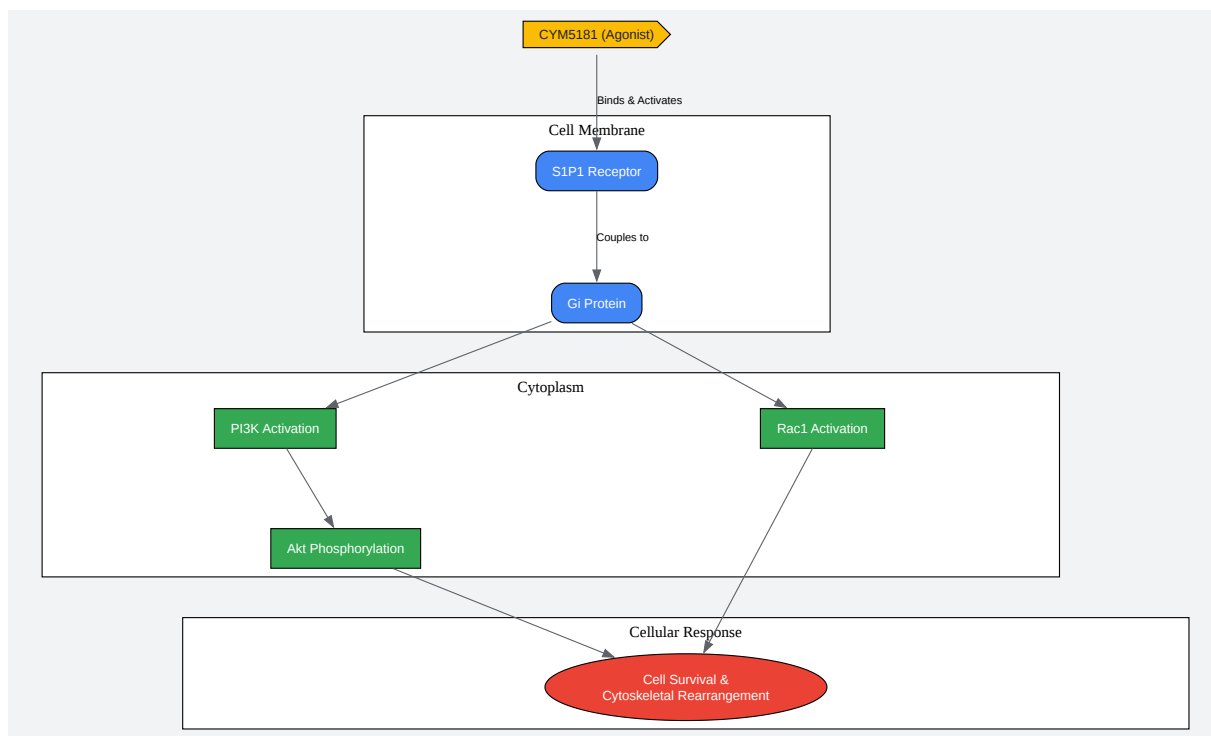 CYM5181 (Agonist)
Binds & Activates
Cell Membrane
S1P1 Receptor
Couples to
Gi Protein
Cytoplasm
PI3K Activation
Rac1 Activation
Akt Phosphorylation
Cellular Response
Cell Survival &
Cytoskeletal Rearrangement